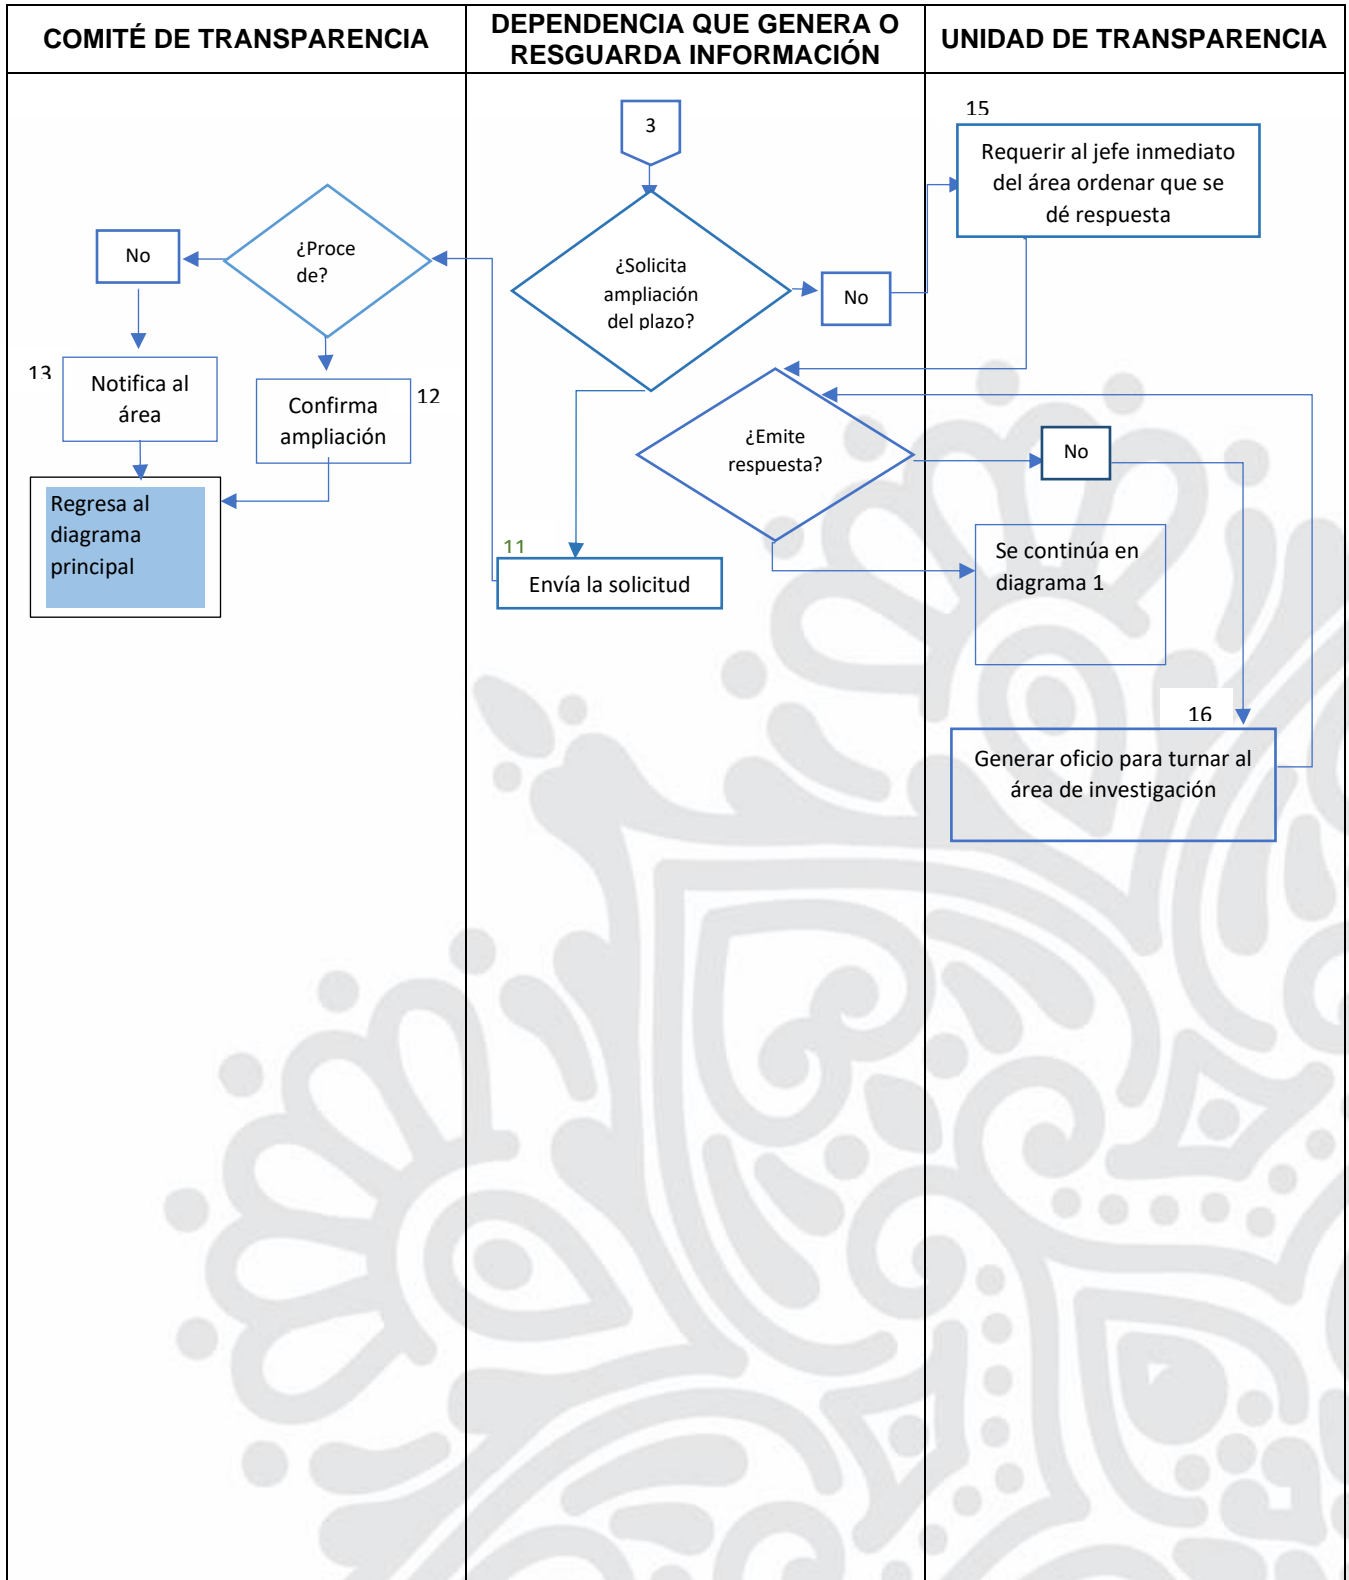 COMITÉ DE TRANSPARENCIA
DEPENDENCIA QUE GENERA O
RESGUARDA INFORMACIÓN
UNIDAD DE TRANSPARENCIA
3
15
Requerir al jefe inmediato
del área ordenar que se
dé respuesta
No
¿Proce
de?
¿Solicita
ampliación
del plazo?
No
13
Notifica al
área
Confirma
ampliación
12
¿Emite
respuesta?
No
Regresa al
diagrama
principal
11
Envía la solicitud
Se continúa en
diagrama 1
16
Generar oficio para turnar al
área de investigación